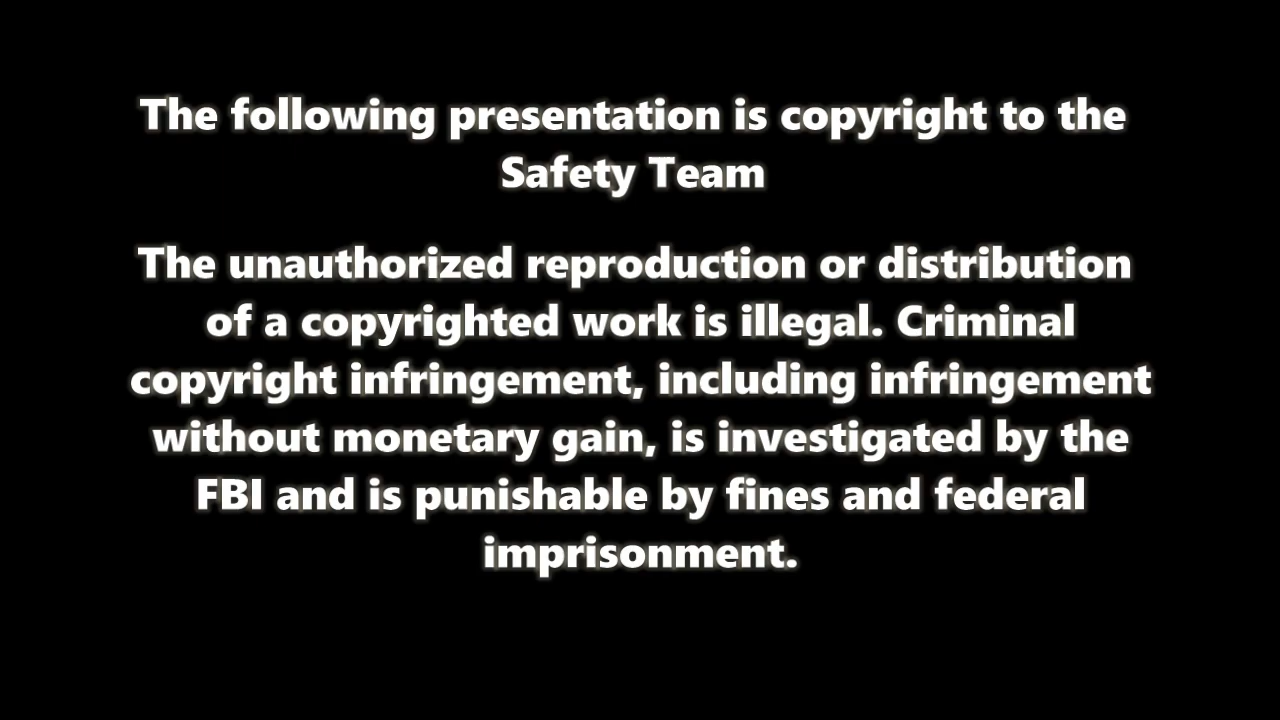 The following presentation is copyright to the
Safety Team
The unauthorized reproduction or distribution
of a copyrighted work is illegal. Criminal
copyright infringement, including infringement
without monetary gain, is investigated by the
FBI and is punishable by fines and federal
imprisonment.